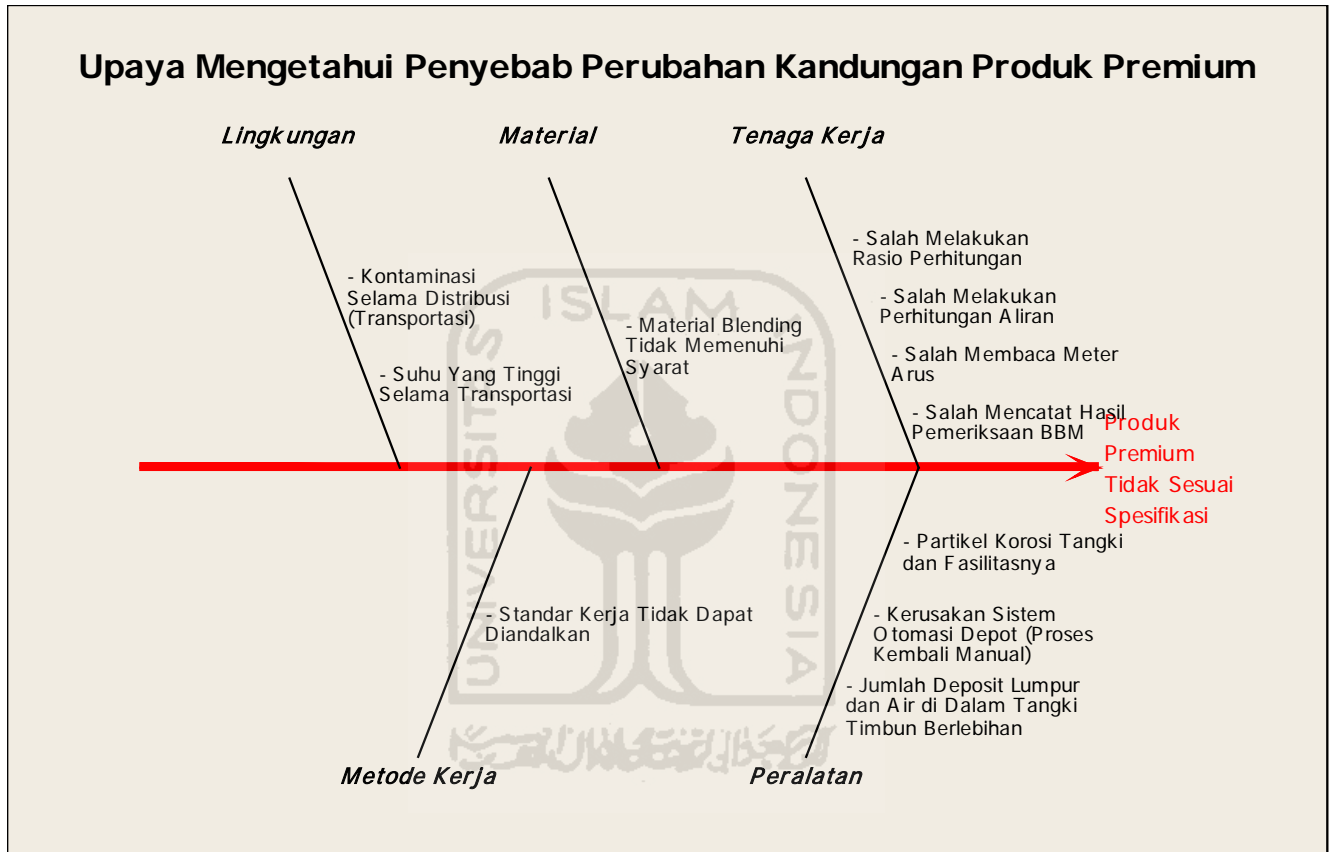 Upaya Mengetahui Penyebab Perubahan Kandungan Produk Premium
Lingkungan
Material
Tenaga Kerja
- Kontaminasi
Selama Distribusi
(Transportasi)
- Suhu Yang Tinggi
Selama Transportasi
- Material Blending
Tidak Memenuhi
Syarat
- Salah Melakukan
Rasio Perhitungan
- Salah Melakukan
Perhitungan Aliran
- Salah Membaca Meter
Arus
- Salah Mencatat Hasil
Pemeriksaan BBM
Produk
Premium
Tidak Sesuai
Spesifikasi
- Standar Kerja Tidak Dapat
Diandalkan
- Partikel Korosi Tangki
dan Fasilitasnya
- Kerusakan Sistem
Otomasi Depot (Proses
Kembali Manual)
- Jumlah Deposit Lumpur
dan Air di Dalam Tangki
Timbun Berlebihan
Metode Kerja
Peralatan
UNIVERSITAS
ISLAM
INDONESIA